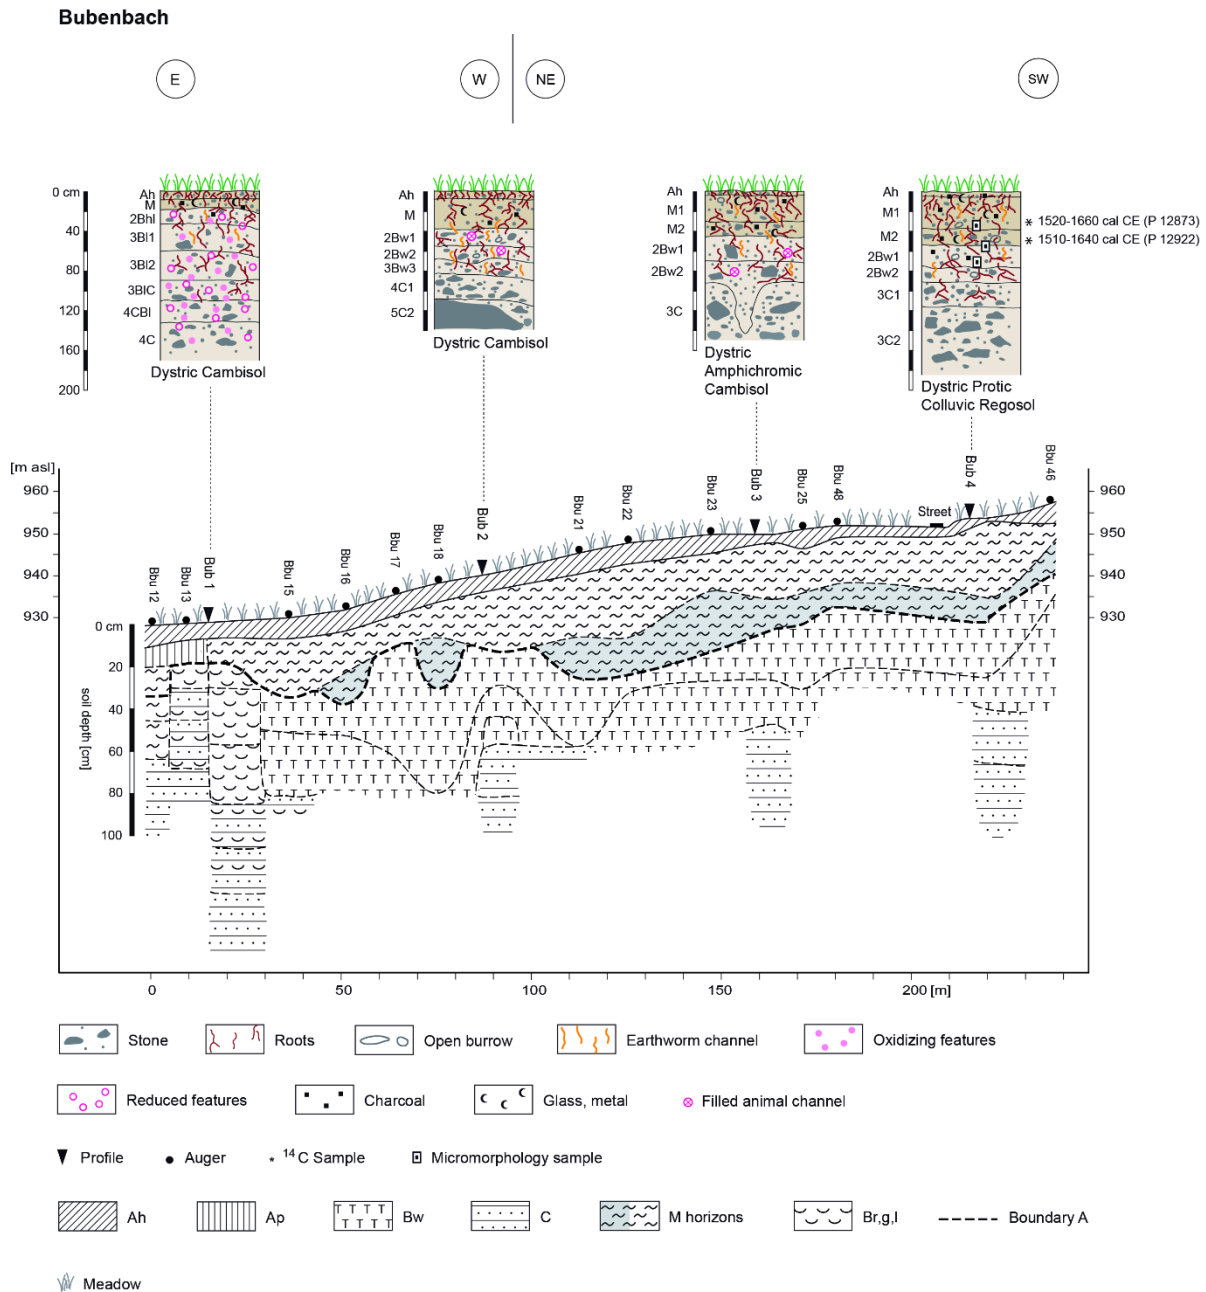 Bubenbach
E
W
NE
SW
0 cm
40
80
120
160
200
Ah
M
2Bhl
3Bl1
3Bl2
3BlC
4CBl
4C
Dystric Cambisol
Ah
M
2Bw1
2Bw2
3Bw3
4C1
5C2
Dystric Cambisol
Ah
M1
M2
2Bw1
2Bw2
3C
Dystric
Amphichromic
Cambisol
Ah
M1
M2
2Bw1
2Bw2
3C1
3C2
Dystric Protic
Colluvic Regosol
* 1520-1660 cal CE (P 12873)
* 1510-1640 cal CE (P 12922)
[m asl]
960
950
940
930
Bbu 12
Bbu 13
Bub 1
Bbu 15
Bbu 16
Bbu 17
Bbu 18
Bub 2
Bbu 21
Bbu 22
Bbu 23
Bub 3
Bbu 25
Bbu 48
Street
Bub 4
Bbu 46
960
950
940
930
0 cm
20
40
60
80
100
soil depth [cm]
0
50
100
150
200 [m]
Stone
Roots
Open burrow
Earthworm channel
Oxidizing features
Reduced features
Charcoal
Glass, metal
Filled animal channel
Profile
Auger
* 14C Sample
Micromorphology sample
Ah
Ap
Bw
C
M horizons
Br,g,l
Boundary A
Meadow